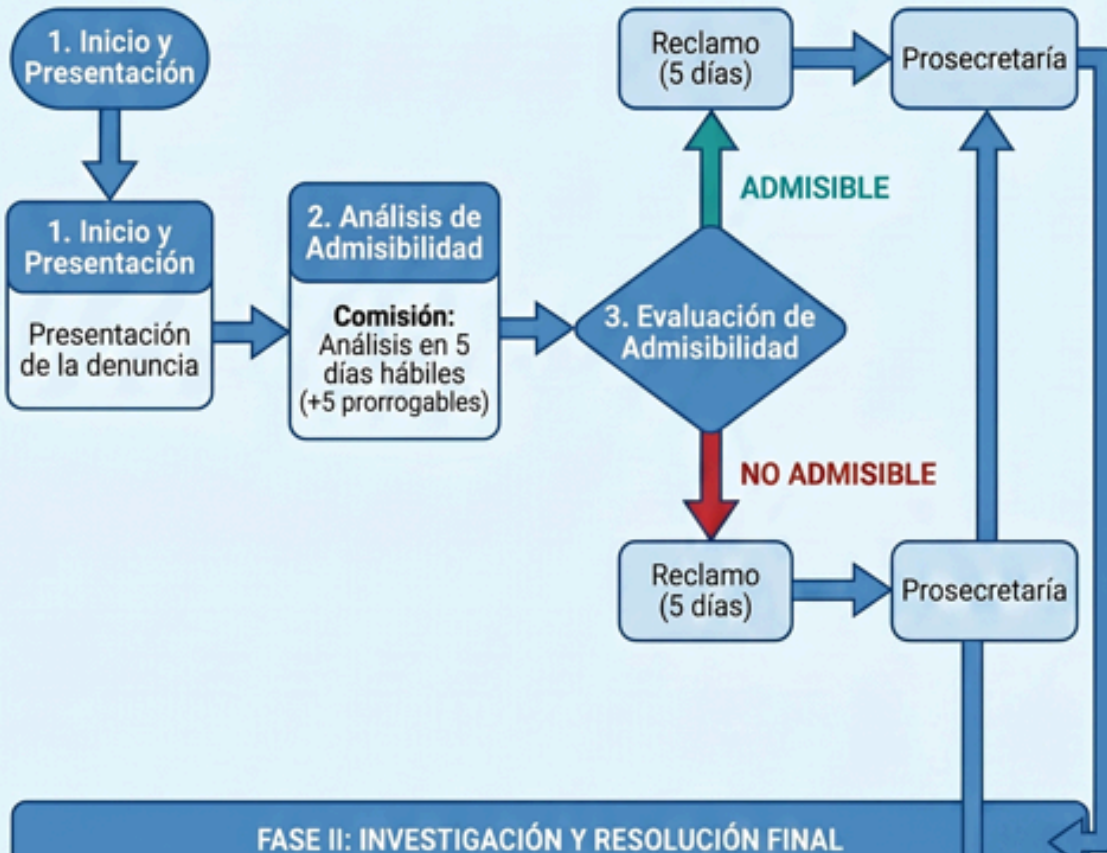 1. Inicio y
Presentación
1. Inicio y
Presentación
Presentación
de la denuncia
2. Análisis de
Admisibilidad
Comisión:
Análisis en 5
días hábiles
(+5 prorrogables)
3. Evaluación de
Admisibilidad
ADMISIBLE
Reclamo
(5 días)
Prosecretaría
NO ADMISIBLE
Reclamo
(5 días)
Prosecretaría
FASE II: INVESTIGACIÓN Y RESOLUCIÓN FINAL